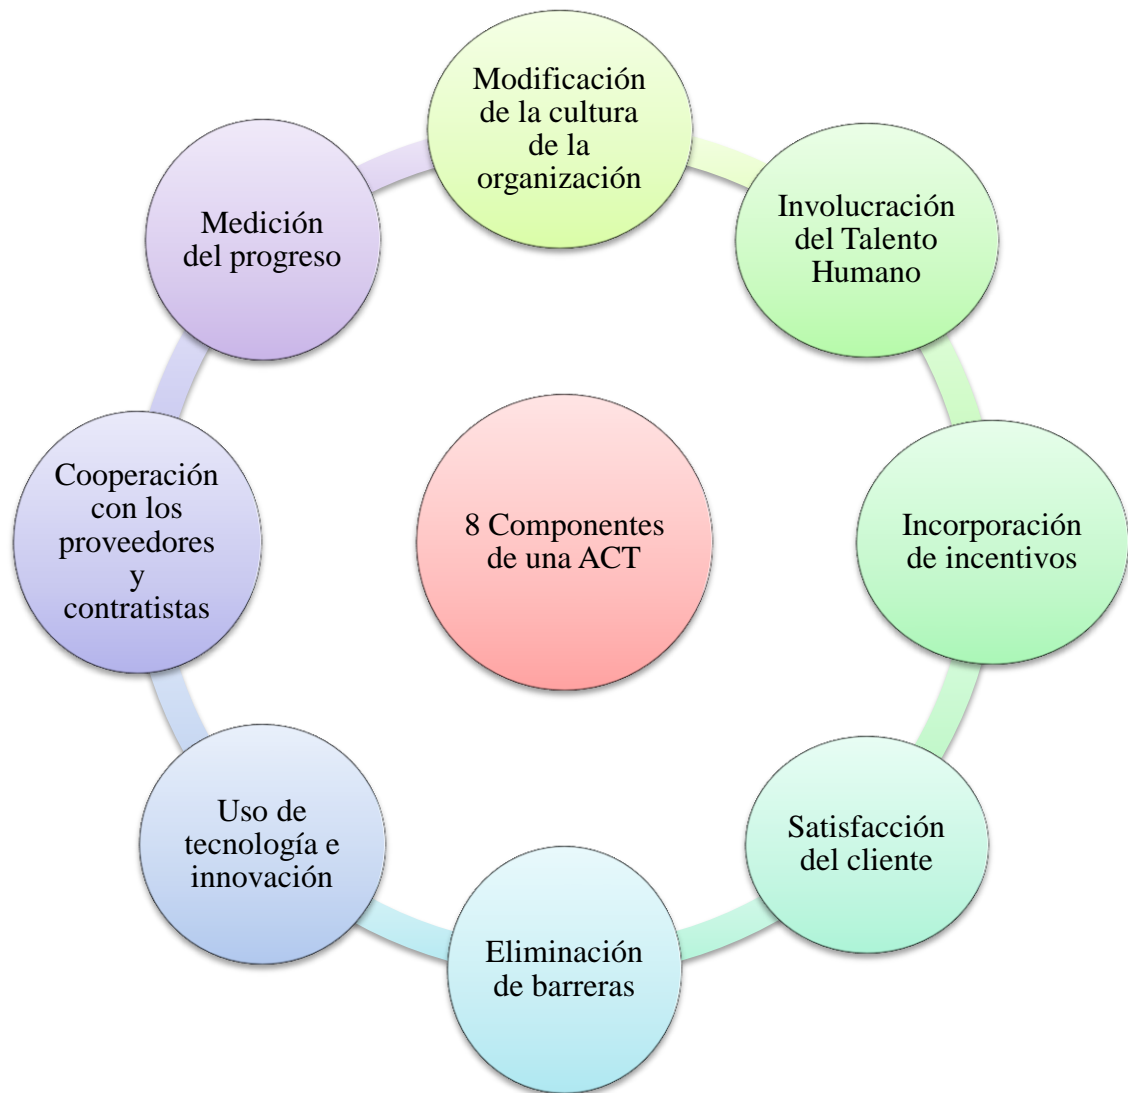 Modificación
de la cultura
de la
organización
Involucración
del Talento
Humano
Incorporación
de incentivos
Satisfacción
del cliente
Eliminación
de barreras
Uso de
tecnología e
innovación
Cooperación
con los
proveedores
y
contratistas
Medición
del progreso
8 Componentes
de una ACT